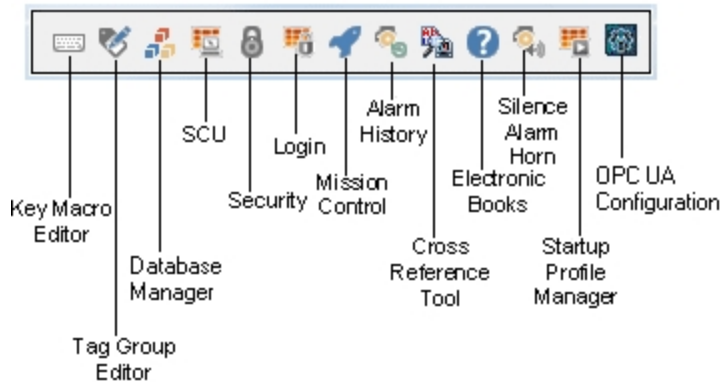 SCU
Login
Alarm
History
Silence
Alarm
Horn
Key Macro
Editor
Security
Mission
Control
Electronic
Books
OPC UA
Configuration
Database
Manager
Cross
Reference
Tool
Startup
Profile
Manager
Tag Group
Editor